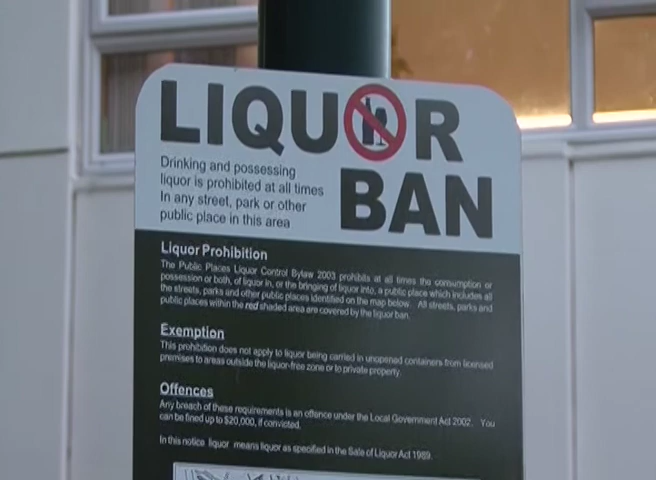 LIQUOR
BAN
Drinking and possessing
liquor is prohibited at all times
In any street, park or other
public place in this area
Liquor Prohibition
The Public Places Liquor Control Bylaw 2003 prohibits at all times the consumption or
possession or both, of liquor in, or the bringing of liquor into, a public place which includes all
the streets, parks and other public places identified on the map below. All streets, parks and
public places within the red shaded area are covered by the liquor ban.
Exemption
This prohibition does not apply to liquor being carried in unopened containers from licensed
premises to areas outside the liquor-free zone or to private property.
Offences
Any breach of these requirements is an offence under the Local Government Act 2002. You
can be fined up to $20,000, if convicted.
In this notice liquor means liquor as specified in the Sale of Liquor Act 1989.